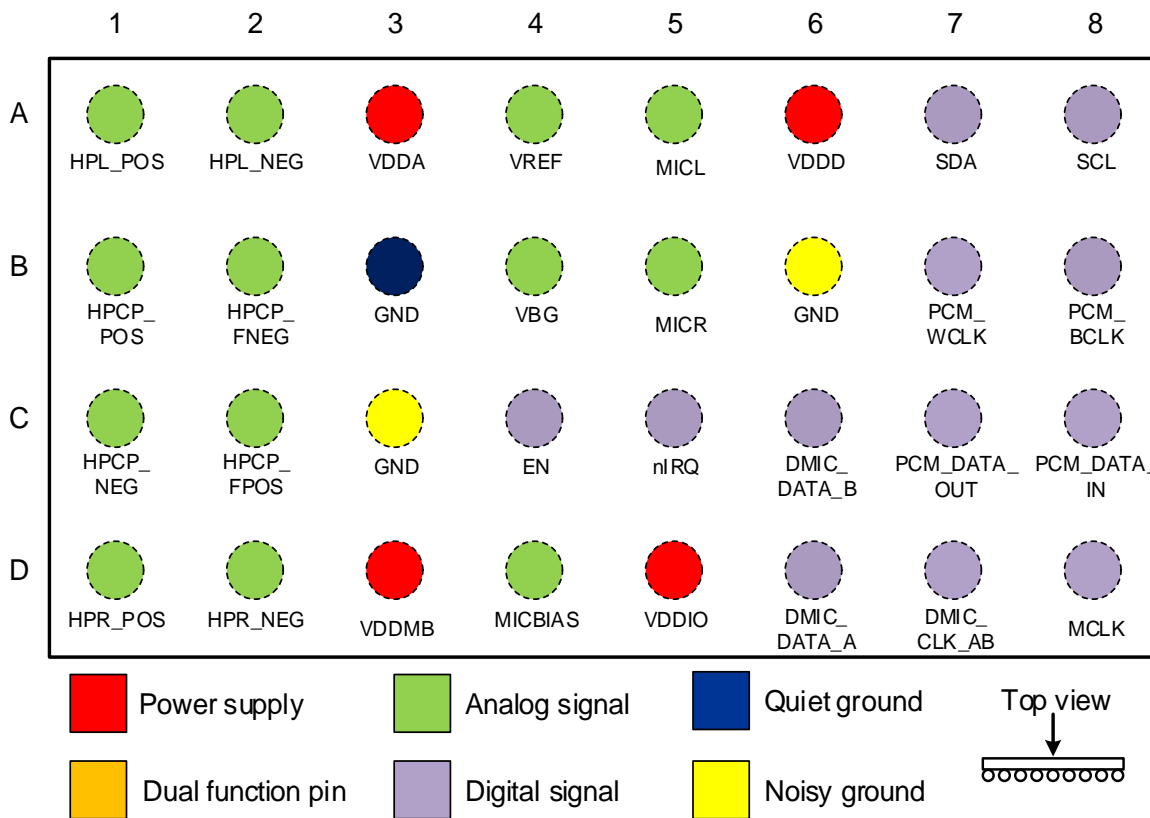 1 2 3 4 5 6 7 8
A
HPL_POS HPL_NEG VDDA VREF MICL VDDD SDA SCL
B
HPCP_ HPCP_ GND VBG MICR GND PCM_ PCM_
POS FNEG WCLK BCLK
C
HPCP_ HPCP_ GND EN nIRQ DMIC_ PCM_DATA_ PCM_DATA_
NEG FPOS DATA_B OUT IN
D
HPR_POS HPR_NEG VDDMB MICBIAS VDDIO DMIC_ DMIC_ MCLK
DATA_A CLK_AB
Power supply Analog signal Quiet ground Top view
Dual function pin Digital signal Noisy ground